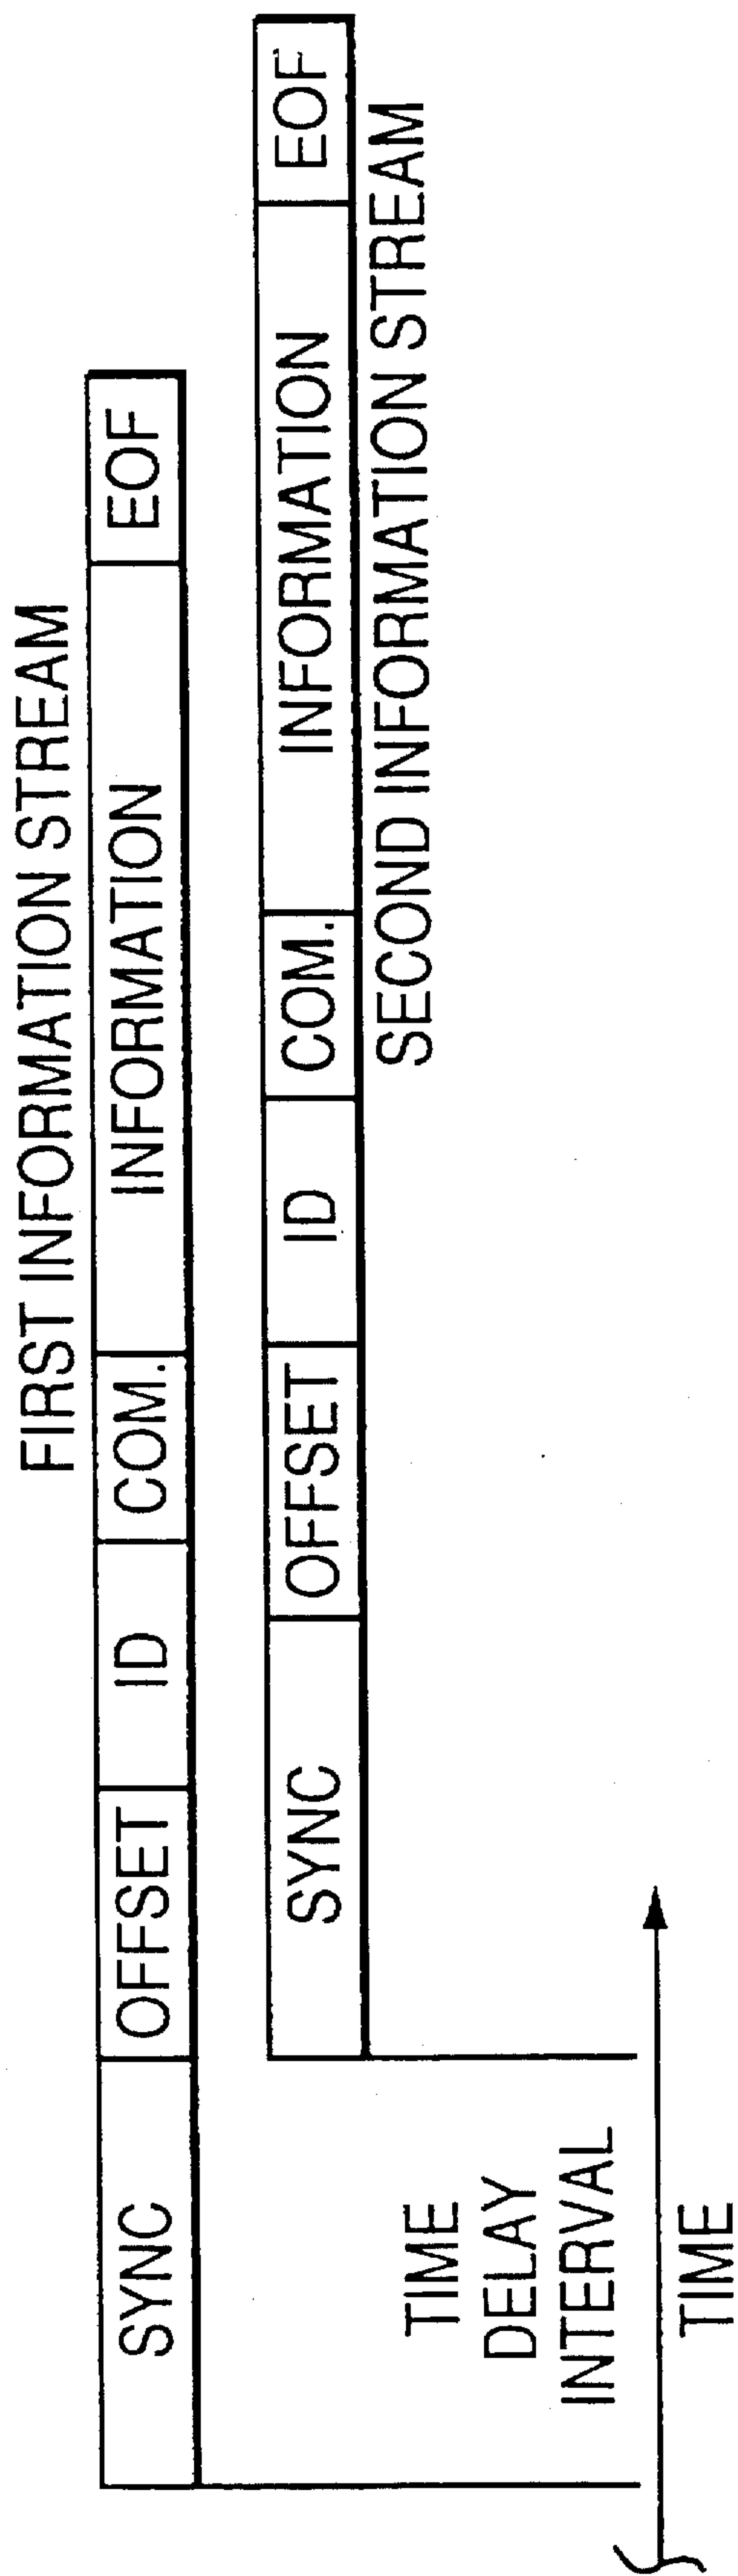 FIRST INFORMATION STREAM
SYNC OFFSET ID COM. INFORMATION EOF
SYNC OFFSET ID COM. INFORMATION EOF
SECOND INFORMATION STREAM
TIME
DELAY
INTERVAL
TIME